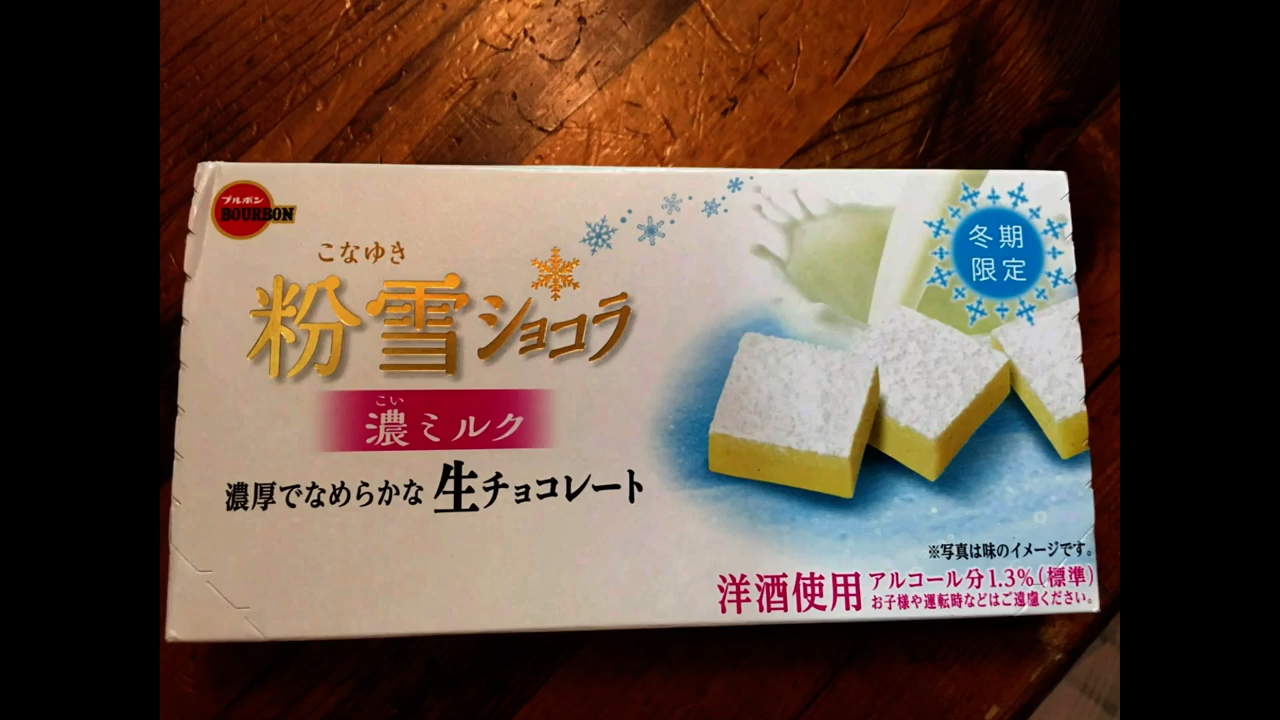 ブルボン
BOURBON
冬期
限定
こなゆき
粉雪ショコラ
こい
濃ミルク
濃厚でなめらかな生チョコレート
※写真は味のイメージです。
洋酒使用 アルコール分1.3%(標準)
お子様や運転時などはご遠慮ください。